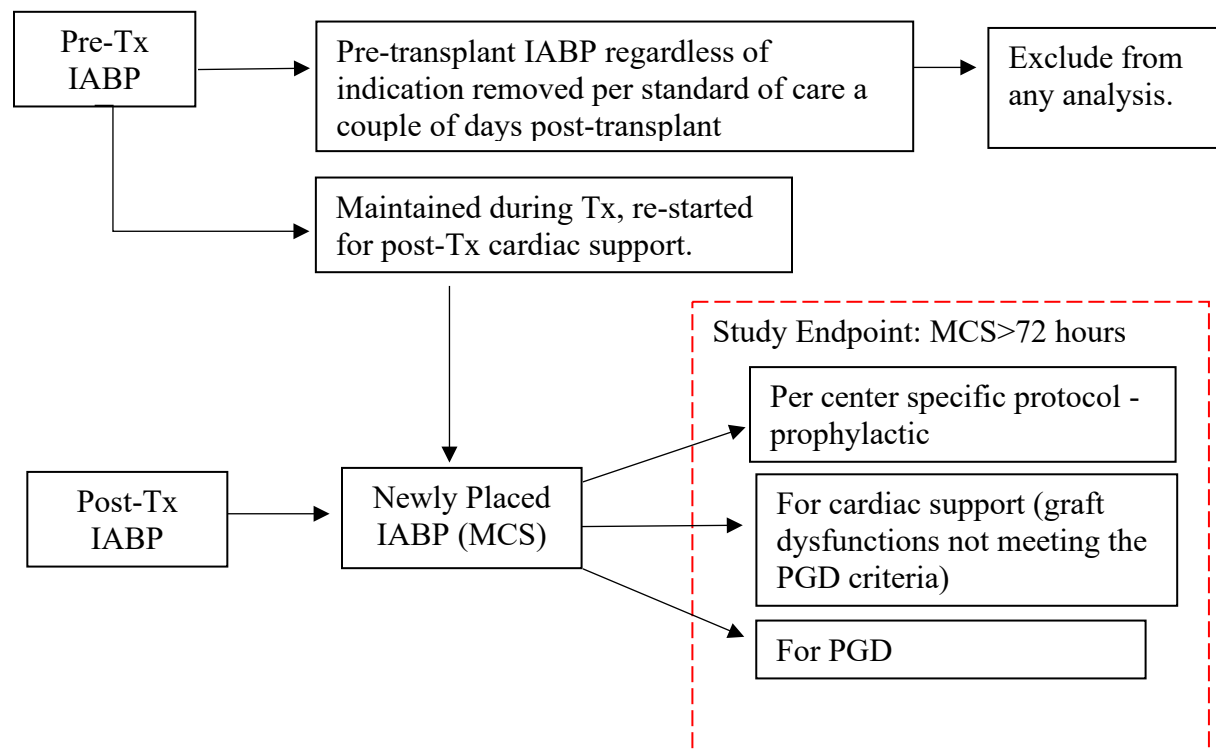 Pre-Tx
IABP
Pre-transplant IABP regardless of
indication removed per standard of care a
couple of days post-transplant
Exclude from
any analysis.
Maintained during Tx, re-started
for post-Tx cardiac support.
Study Endpoint: MCS>72 hours
Per center specific protocol -
prophylactic
Post-Tx
IABP
Newly Placed
IABP (MCS)
For cardiac support (graft
dysfunctions not meeting the
PGD criteria)
For PGD